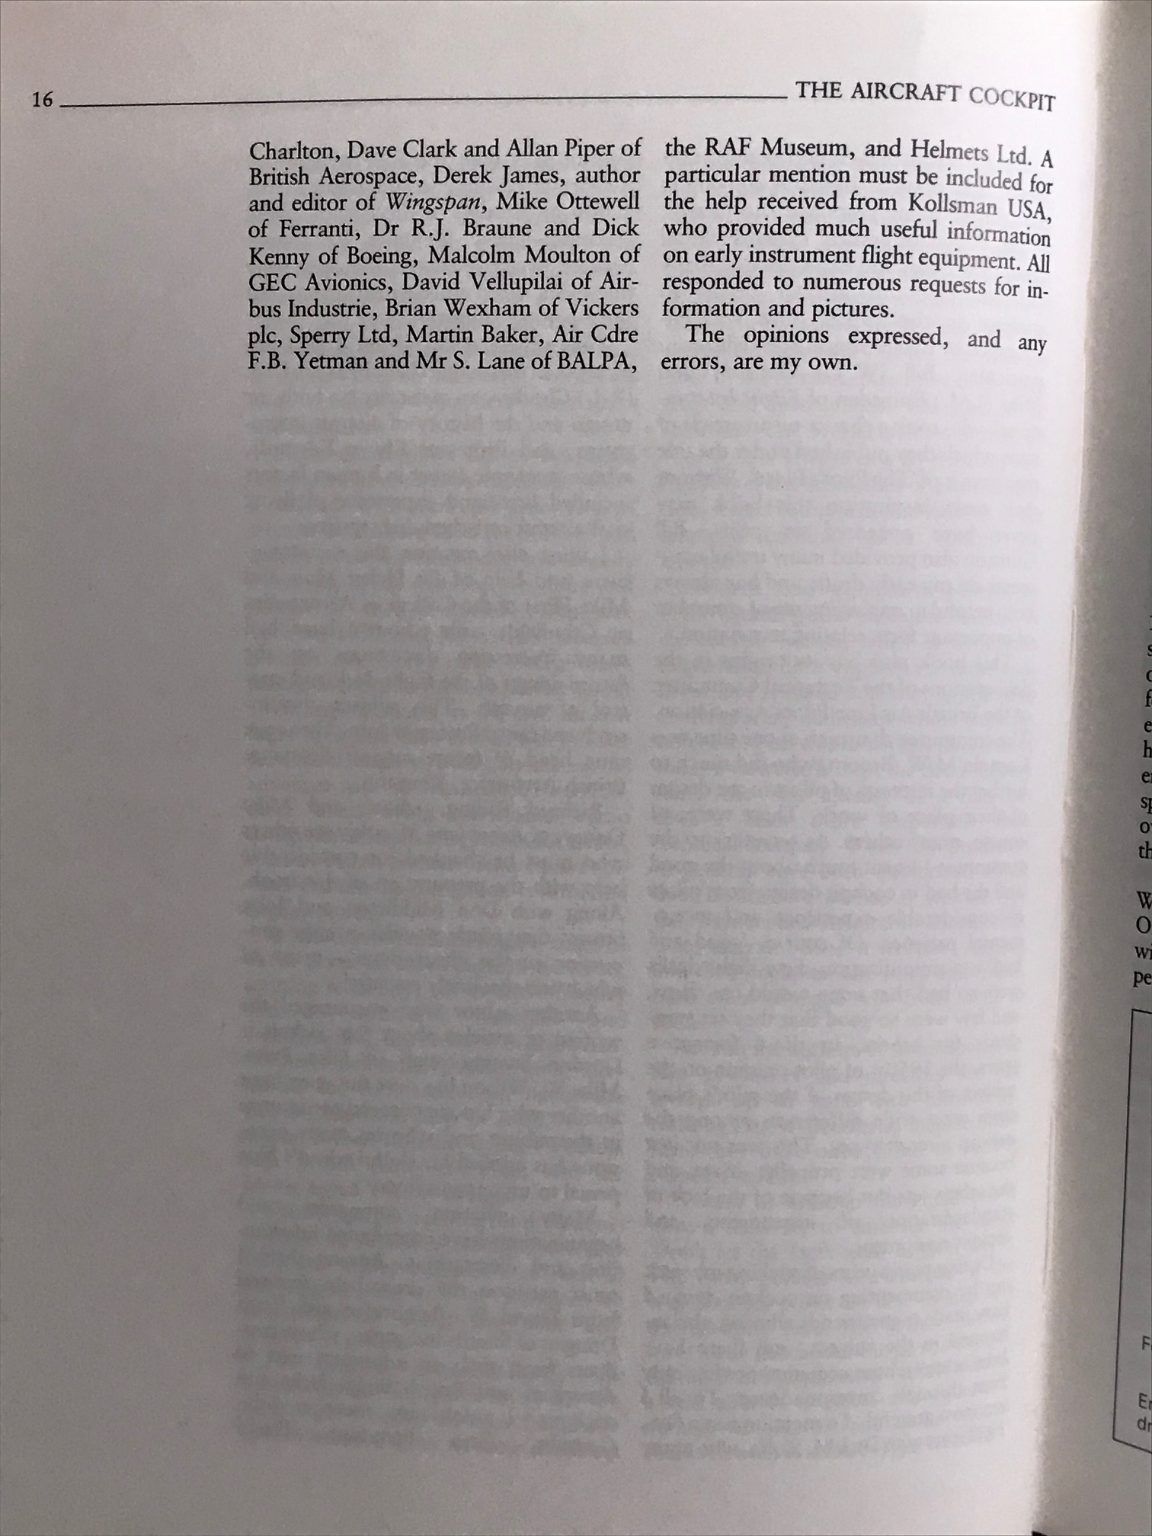 16 THE AIRCRAFT COCKPIT
Charlton, Dave Clark and Allan Piper of
British Aerospace, Derek James, author
and editor of Wingspan, Mike Ottewell
of Ferranti, Dr R.J. Braune and Dick
Kenny of Boeing, Malcolm Moulton of
GEC Avionics, David Vellupilai of Air-
bus Industrie, Brian Wexham of Vickers
plc, Sperry Ltd, Martin Baker, Air Cdre
F.B. Yetman and Mr S. Lane of BALPA,
the RAF Museum, and Helmets Ltd. A
particular mention must be included for
the help received from Kollsman USA,
who provided much useful information
on early instrument flight equipment. All
responded to numerous requests for in-
formation and pictures.
The opinions expressed, and any
errors, are my own.